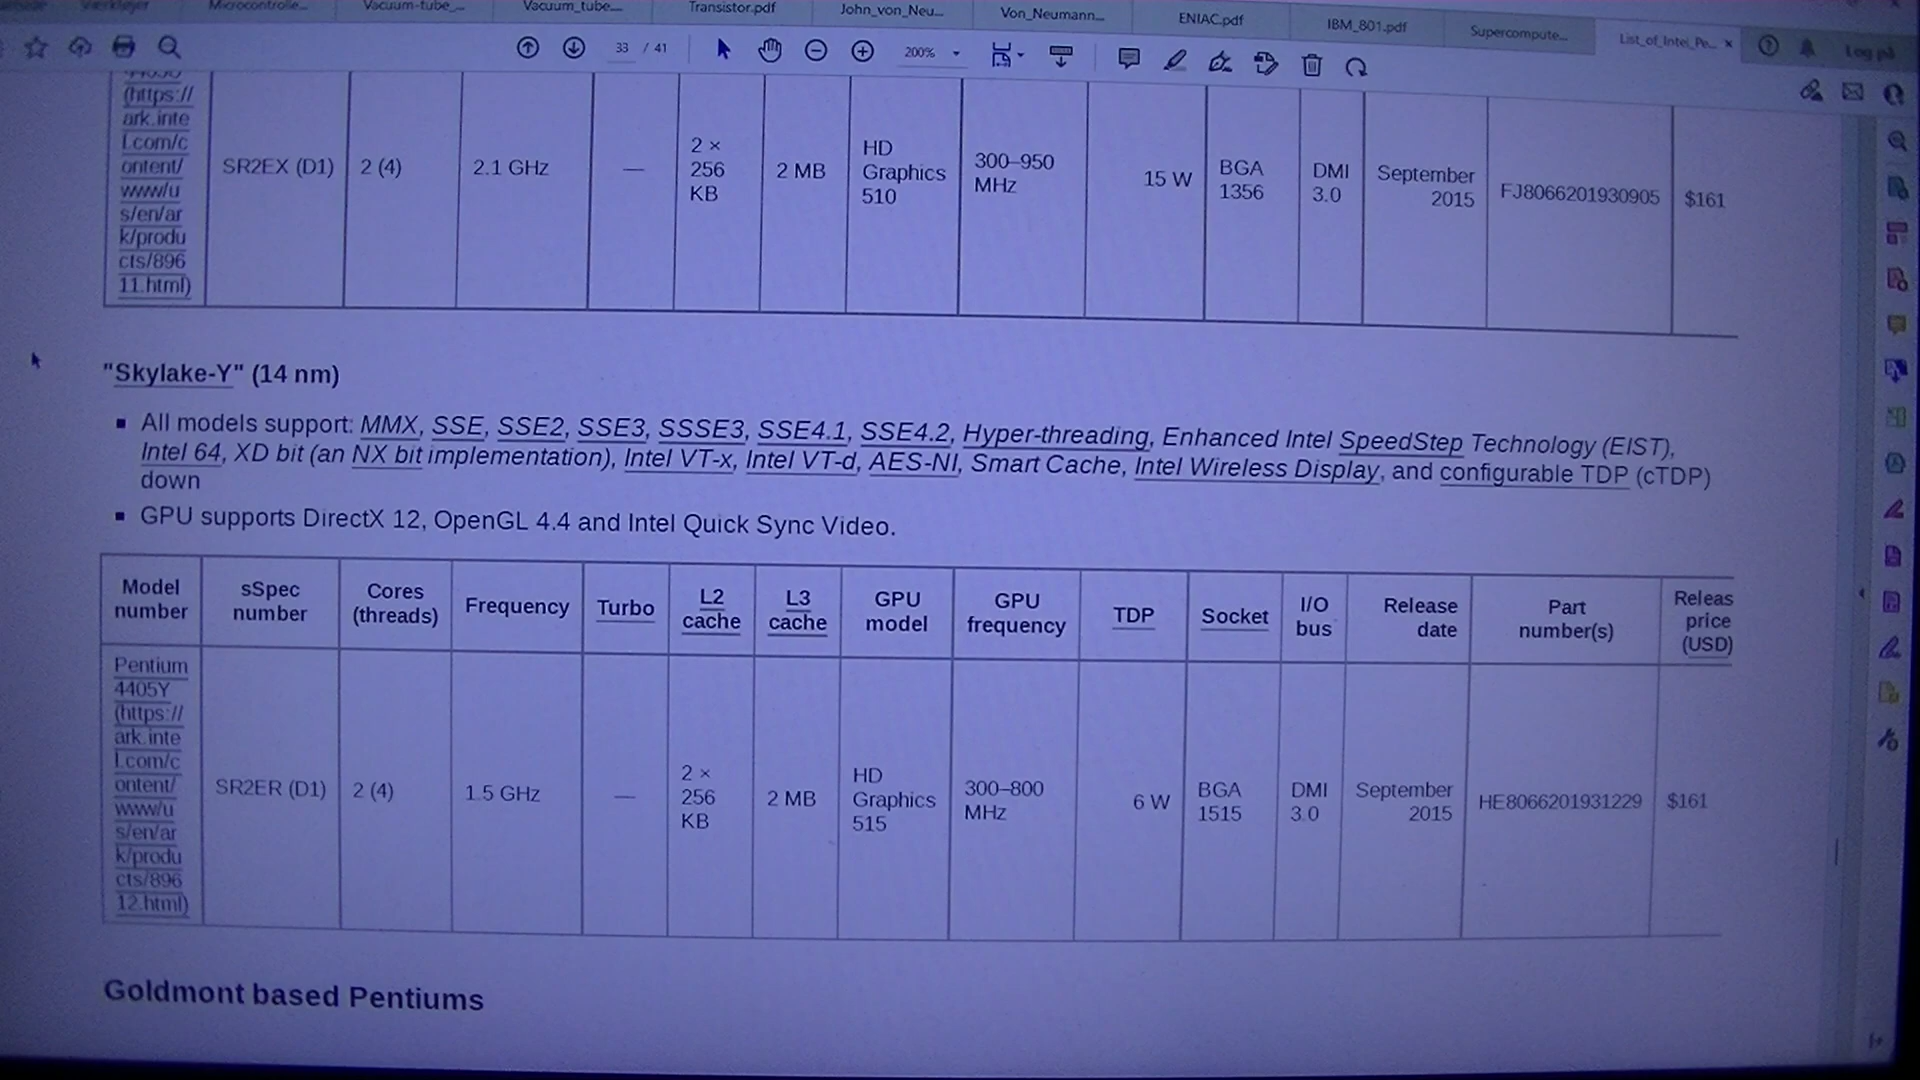 Microcontrolle...
Vacuum-tube_...
Vacuum_tube....
Transistor.pdf
John_von_Neu...
Von_Neumann...
ENIAC.pdf
IBM_801.pdf
Supercompute...
List_of_Intel_Pe...
Log på
33 / 41
200%
(https://
ark.inte
l.com/c
ontent/
www/u
s/en/ar
k/produ
cts/896
11.html)
SR2EX (D1)
2 (4)
2.1 GHz
—
2 ×
256
KB
2 MB
HD
Graphics
510
300–950
MHz
15 W
BGA
1356
DMI
3.0
September
2015
FJ8066201930905
$161
"Skylake-Y" (14 nm)
▪ All models support: MMX, SSE, SSE2, SSE3, SSSE3, SSE4.1, SSE4.2, Hyper-threading, Enhanced Intel SpeedStep Technology (EIST),
Intel 64, XD bit (an NX bit implementation), Intel VT-x, Intel VT-d, AES-NI, Smart Cache, Intel Wireless Display, and configurable TDP (cTDP)
down
▪ GPU supports DirectX 12, OpenGL 4.4 and Intel Quick Sync Video.
Model
number
sSpec
number
Cores
(threads)
Frequency
Turbo
L2
cache
L3
cache
GPU
model
GPU
frequency
TDP
Socket
I/O
bus
Release
date
Part
number(s)
Releas
price
(USD)
Pentium
4405Y
(https://
ark.inte
l.com/c
ontent/
www/u
s/en/ar
k/produ
cts/896
12.html)
SR2ER (D1)
2 (4)
1.5 GHz
—
2 ×
256
KB
2 MB
HD
Graphics
515
300–800
MHz
6 W
BGA
1515
DMI
3.0
September
2015
HE8066201931229
$161
Goldmont based Pentiums